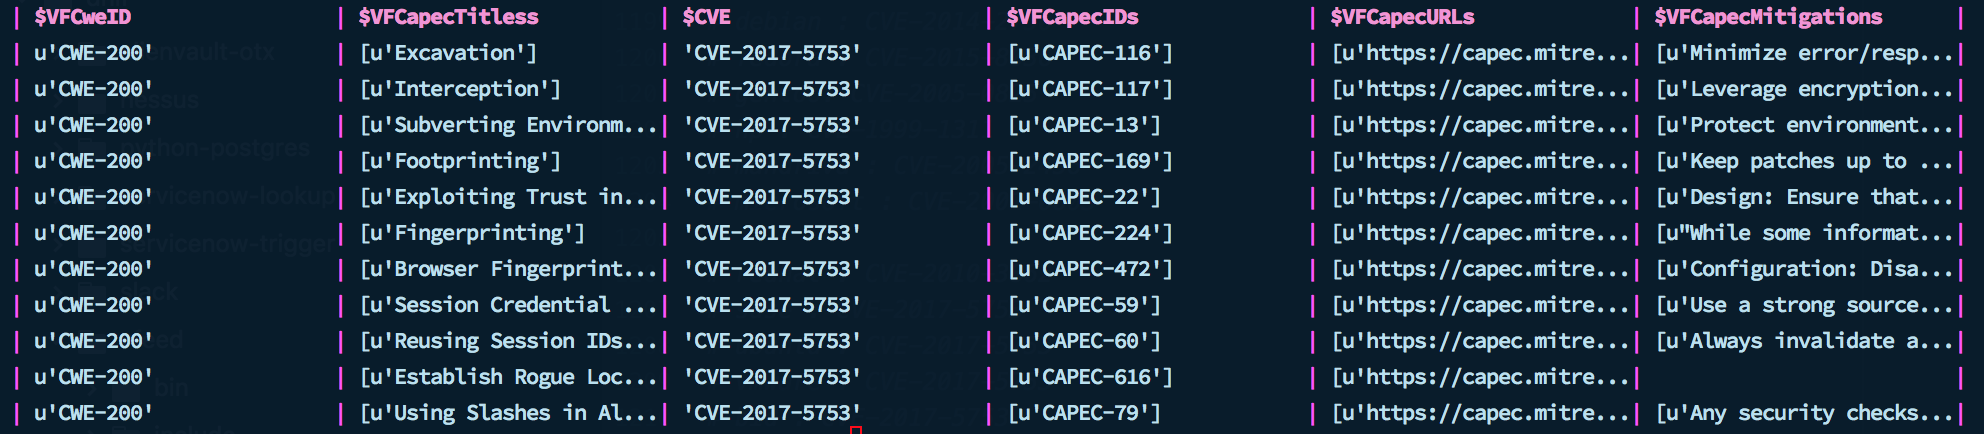 | $VFCweID | $VFCapecTitless | $CVE | $VFCapecIDs | $VFCapecURLs | $VFCapecMitigations |
| u'CWE-200' | [u'Excavation'] | 'CVE-2017-5753' | [u'CAPEC-116'] | [u'https://capec.mitre...| [u'Minimize error/resp...|
| u'CWE-200' | [u'Interception'] | 'CVE-2017-5753' | [u'CAPEC-117'] | [u'https://capec.mitre...| [u'Leverage encryption...|
| u'CWE-200' | [u'Subverting Environm...| 'CVE-2017-5753' | [u'CAPEC-13'] | [u'https://capec.mitre...| [u'Protect environment...|
| u'CWE-200' | [u'Footprinting'] | 'CVE-2017-5753' | [u'CAPEC-169'] | [u'https://capec.mitre...| [u'Keep patches up to ...|
| u'CWE-200' | [u'Exploiting Trust in...| 'CVE-2017-5753' | [u'CAPEC-22'] | [u'https://capec.mitre...| [u'Design: Ensure that...|
| u'CWE-200' | [u'Fingerprinting'] | 'CVE-2017-5753' | [u'CAPEC-224'] | [u'https://capec.mitre...| [u"While some informat...|
| u'CWE-200' | [u'Browser Fingerprint...| 'CVE-2017-5753' | [u'CAPEC-472'] | [u'https://capec.mitre...| [u'Configuration: Disa...|
| u'CWE-200' | [u'Session Credential ...| 'CVE-2017-5753' | [u'CAPEC-59'] | [u'https://capec.mitre...| [u'Use a strong source...|
| u'CWE-200' | [u'Reusing Session IDs...| 'CVE-2017-5753' | [u'CAPEC-60'] | [u'https://capec.mitre...| [u'Always invalidate a...|
| u'CWE-200' | [u'Establish Rogue Loc...| 'CVE-2017-5753' | [u'CAPEC-616'] | [u'https://capec.mitre...| |
| u'CWE-200' | [u'Using Slashes in Al...| 'CVE-2017-5753' | [u'CAPEC-79'] | [u'https://capec.mitre...| [u'Any security checks...|